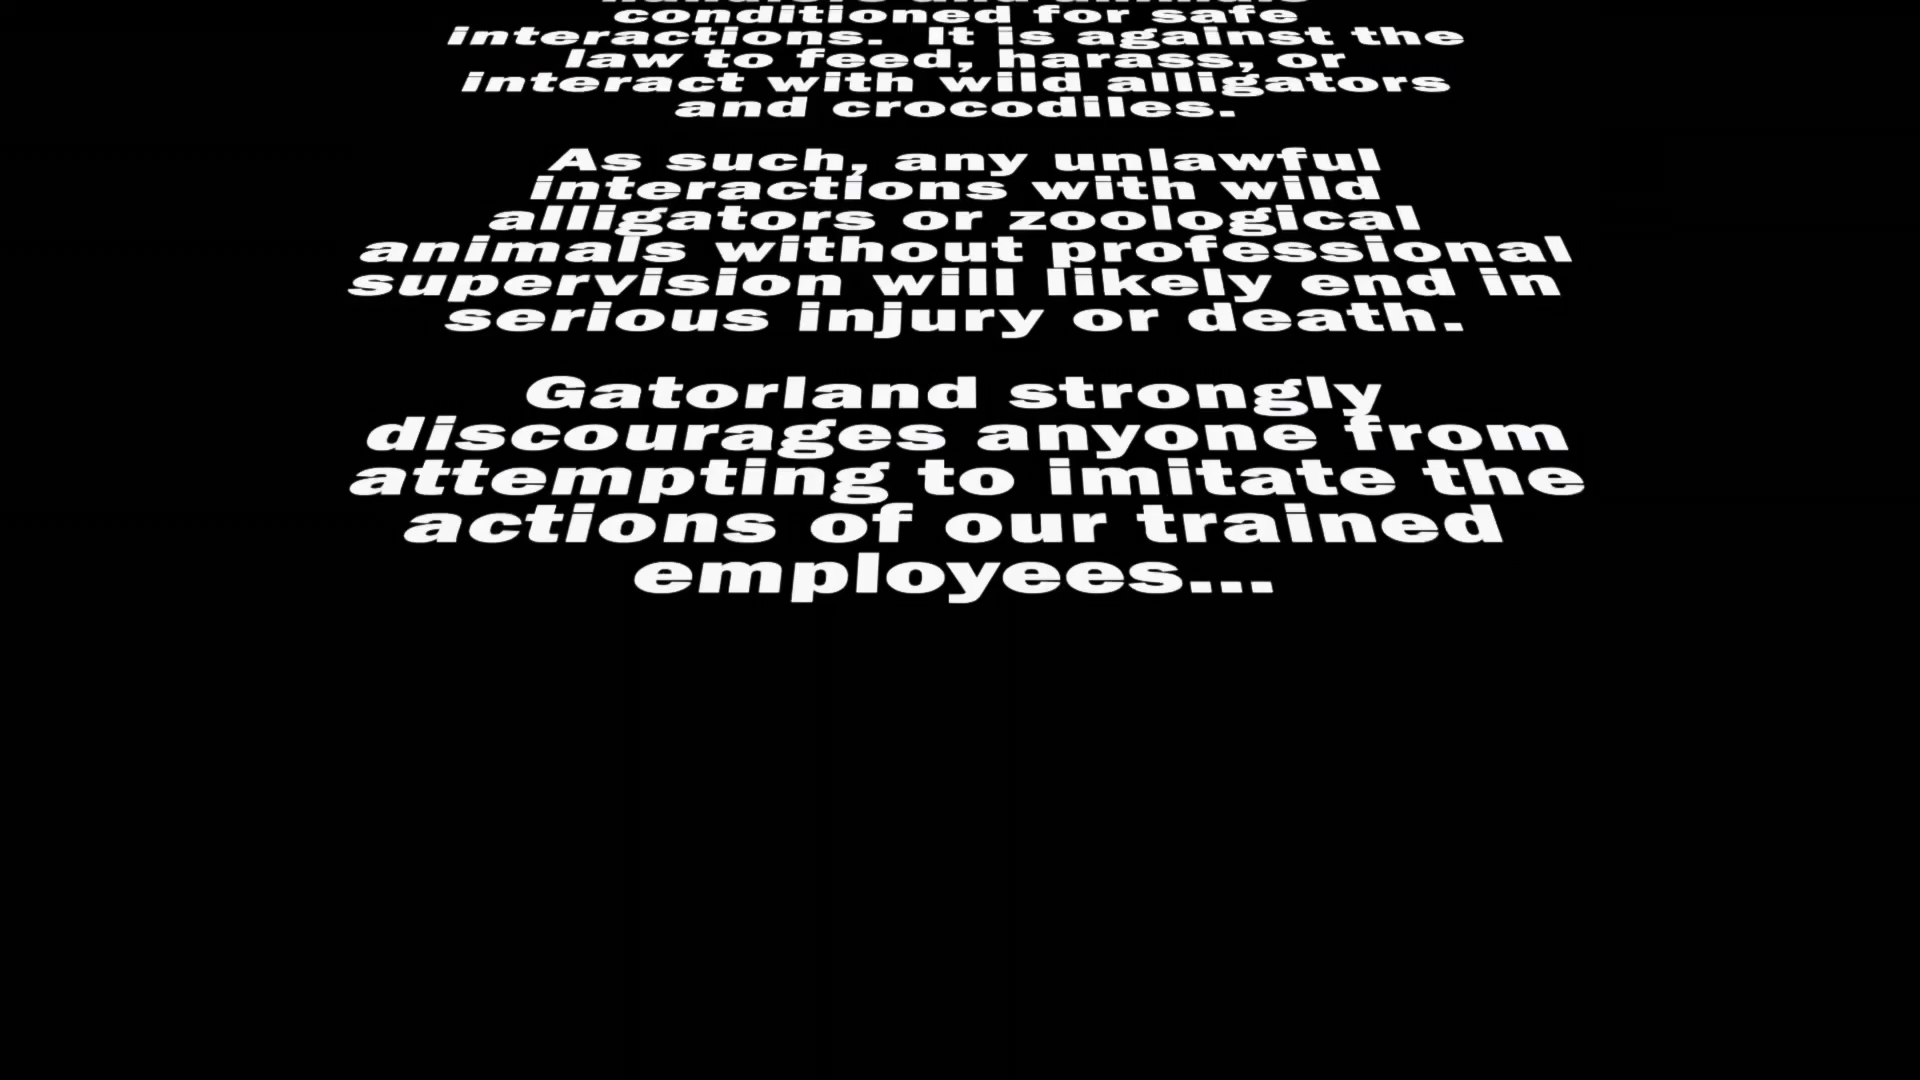 conditioned for safe
interactions.  It is against the
law to feed, harass, or
interact with wild alligators
and crocodiles.
As such, any unlawful
interactions with wild
alligators or zoological
animals without professional
supervision will likely end in
serious injury or death.
Gatorland strongly
discourages anyone from
attempting to imitate the
actions of our trained
employees...